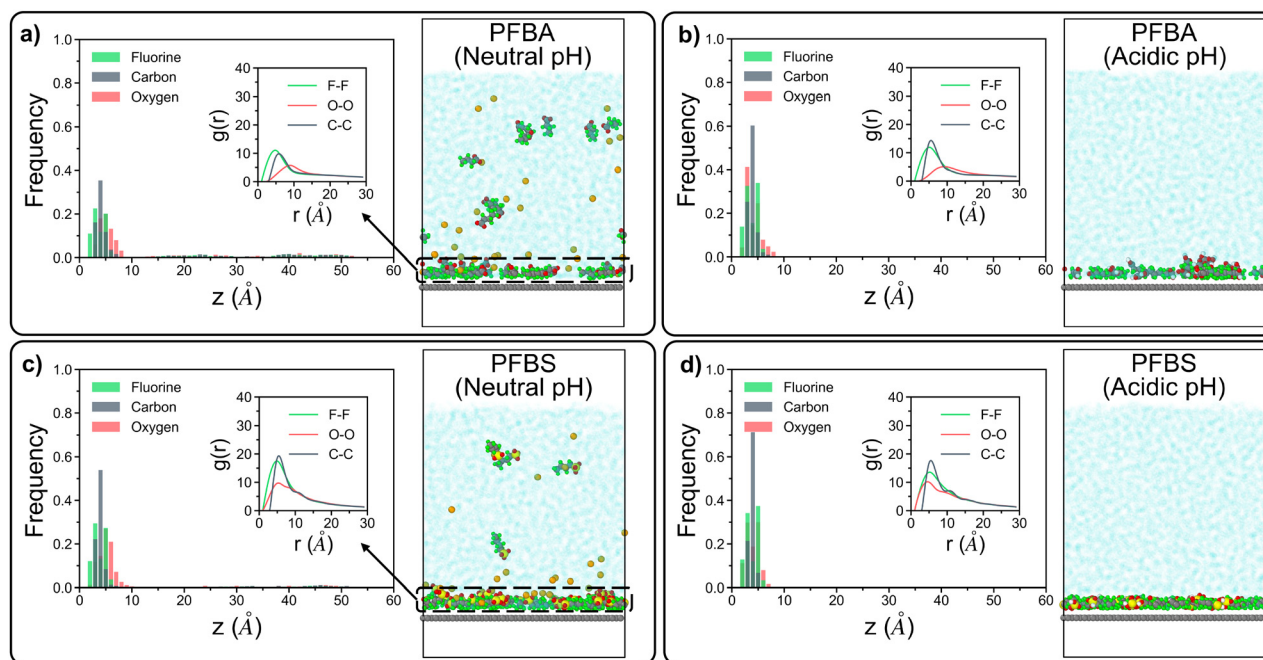 a)
Fluorine
Carbon
Oxygen
Frequency
1.0
0.8
0.6
0.4
0.2
0.0
0 10 20 30 40 50 60
z (Å)
g(r)
40
30
20
10
0
F-F
O-O
C-C
0 10 20 30
r (Å)
PFBA
(Neutral pH)
b)
Fluorine
Carbon
Oxygen
Frequency
1.0
0.8
0.6
0.4
0.2
0.0
0 10 20 30 40 50 60
z (Å)
g(r)
40
30
20
10
0
F-F
O-O
C-C
0 10 20 30
r (Å)
PFBA
(Acidic pH)
c)
Fluorine
Carbon
Oxygen
Frequency
1.0
0.8
0.6
0.4
0.2
0.0
0 10 20 30 40 50 60
z (Å)
g(r)
40
30
20
10
0
F-F
O-O
C-C
0 10 20 30
r (Å)
PFBS
(Neutral pH)
d)
Fluorine
Carbon
Oxygen
Frequency
1.0
0.8
0.6
0.4
0.2
0.0
0 10 20 30 40 50 60
z (Å)
g(r)
40
30
20
10
0
F-F
O-O
C-C
0 10 20 30
r (Å)
PFBS
(Acidic pH)